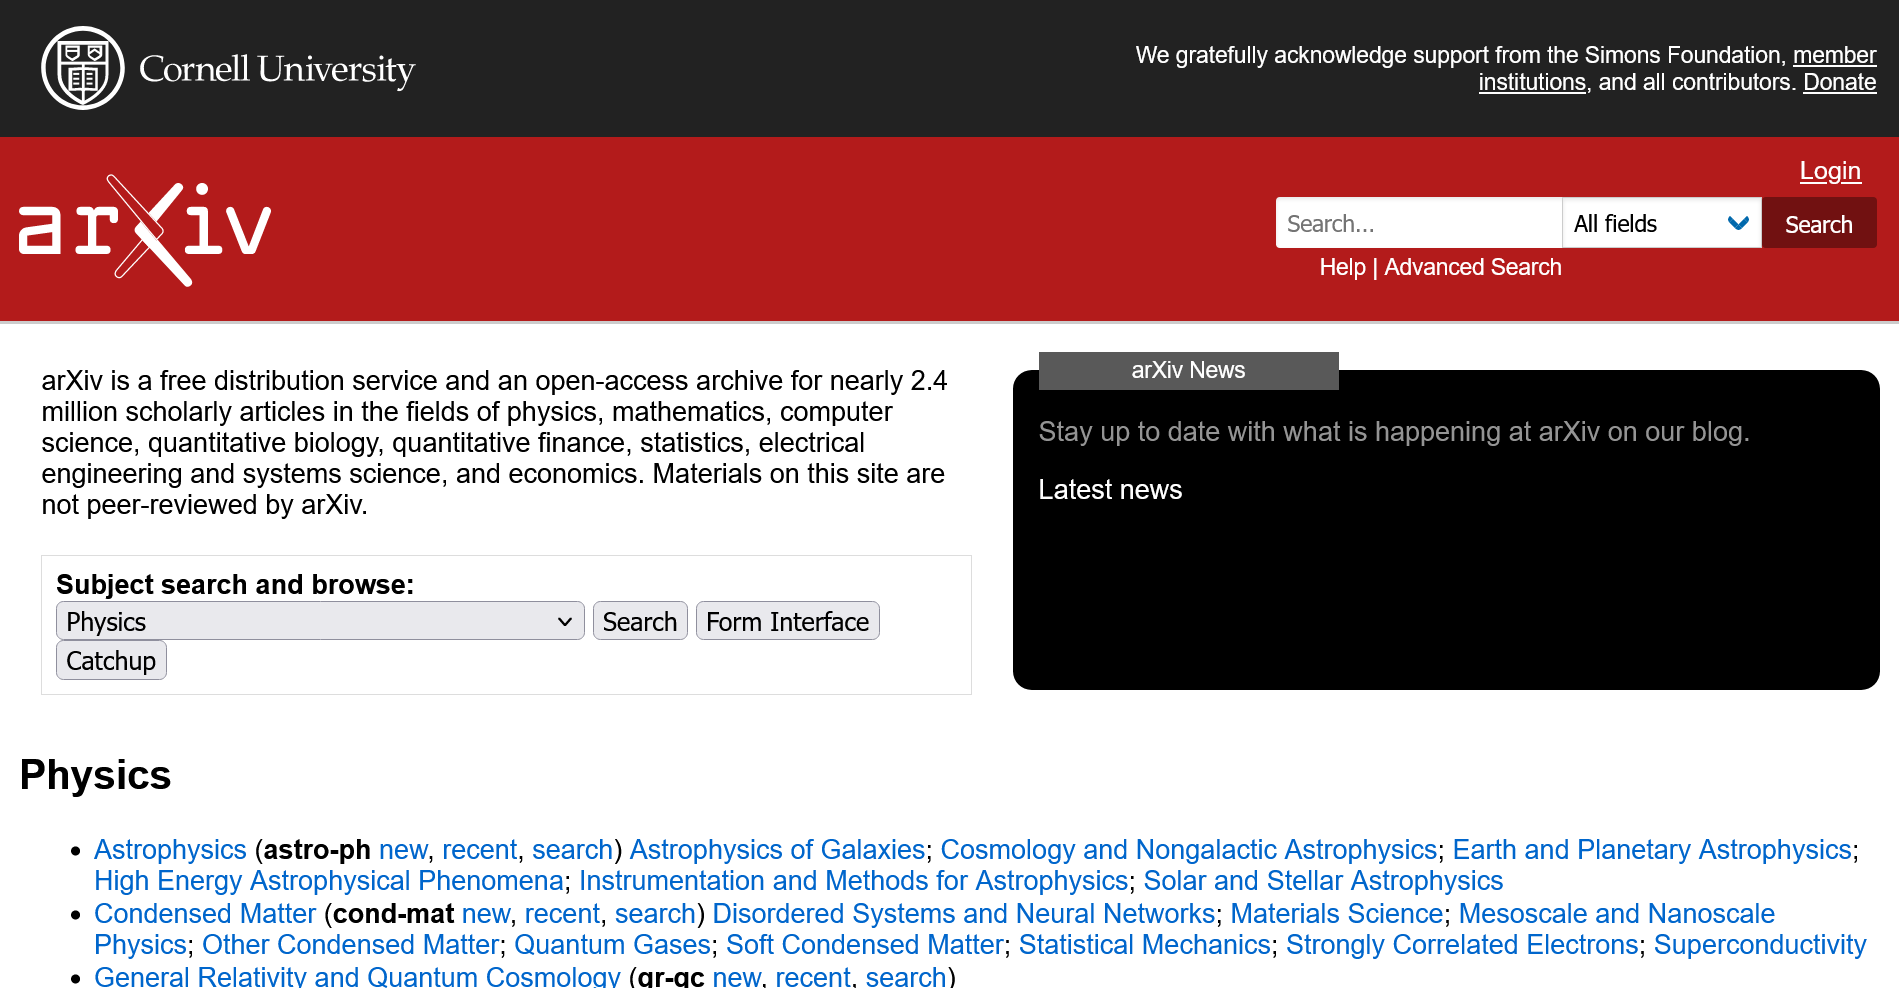 Cornell University
We gratefully acknowledge support from the Simons Foundation, member
institutions, and all contributors. Donate
arXiv
Login
Search...
All fields
Search
Help | Advanced Search
arXiv is a free distribution service and an open-access archive for nearly 2.4
million scholarly articles in the fields of physics, mathematics, computer
science, quantitative biology, quantitative finance, statistics, electrical
engineering and systems science, and economics. Materials on this site are
not peer-reviewed by arXiv.
Subject search and browse:
Physics
Search
Form Interface
Catchup
arXiv News
Stay up to date with what is happening at arXiv on our blog.
Latest news
Physics
• Astrophysics (astro-ph new, recent, search) Astrophysics of Galaxies; Cosmology and Nongalactic Astrophysics; Earth and Planetary Astrophysics;
High Energy Astrophysical Phenomena; Instrumentation and Methods for Astrophysics; Solar and Stellar Astrophysics
• Condensed Matter (cond-mat new, recent, search) Disordered Systems and Neural Networks; Materials Science; Mesoscale and Nanoscale
Physics; Other Condensed Matter; Quantum Gases; Soft Condensed Matter; Statistical Mechanics; Strongly Correlated Electrons; Superconductivity
• General Relativity and Quantum Cosmology (gr-qc new, recent, search)